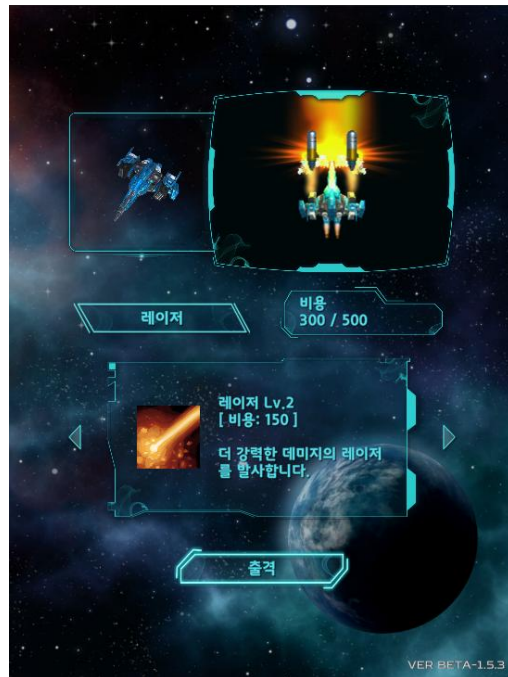 레이저
비용
300 / 500
레이저 Lv.2
[ 비용: 150 ]
더 강력한 데미지의 레이저
를 발사합니다.
출격
VER BETA-1.5.3